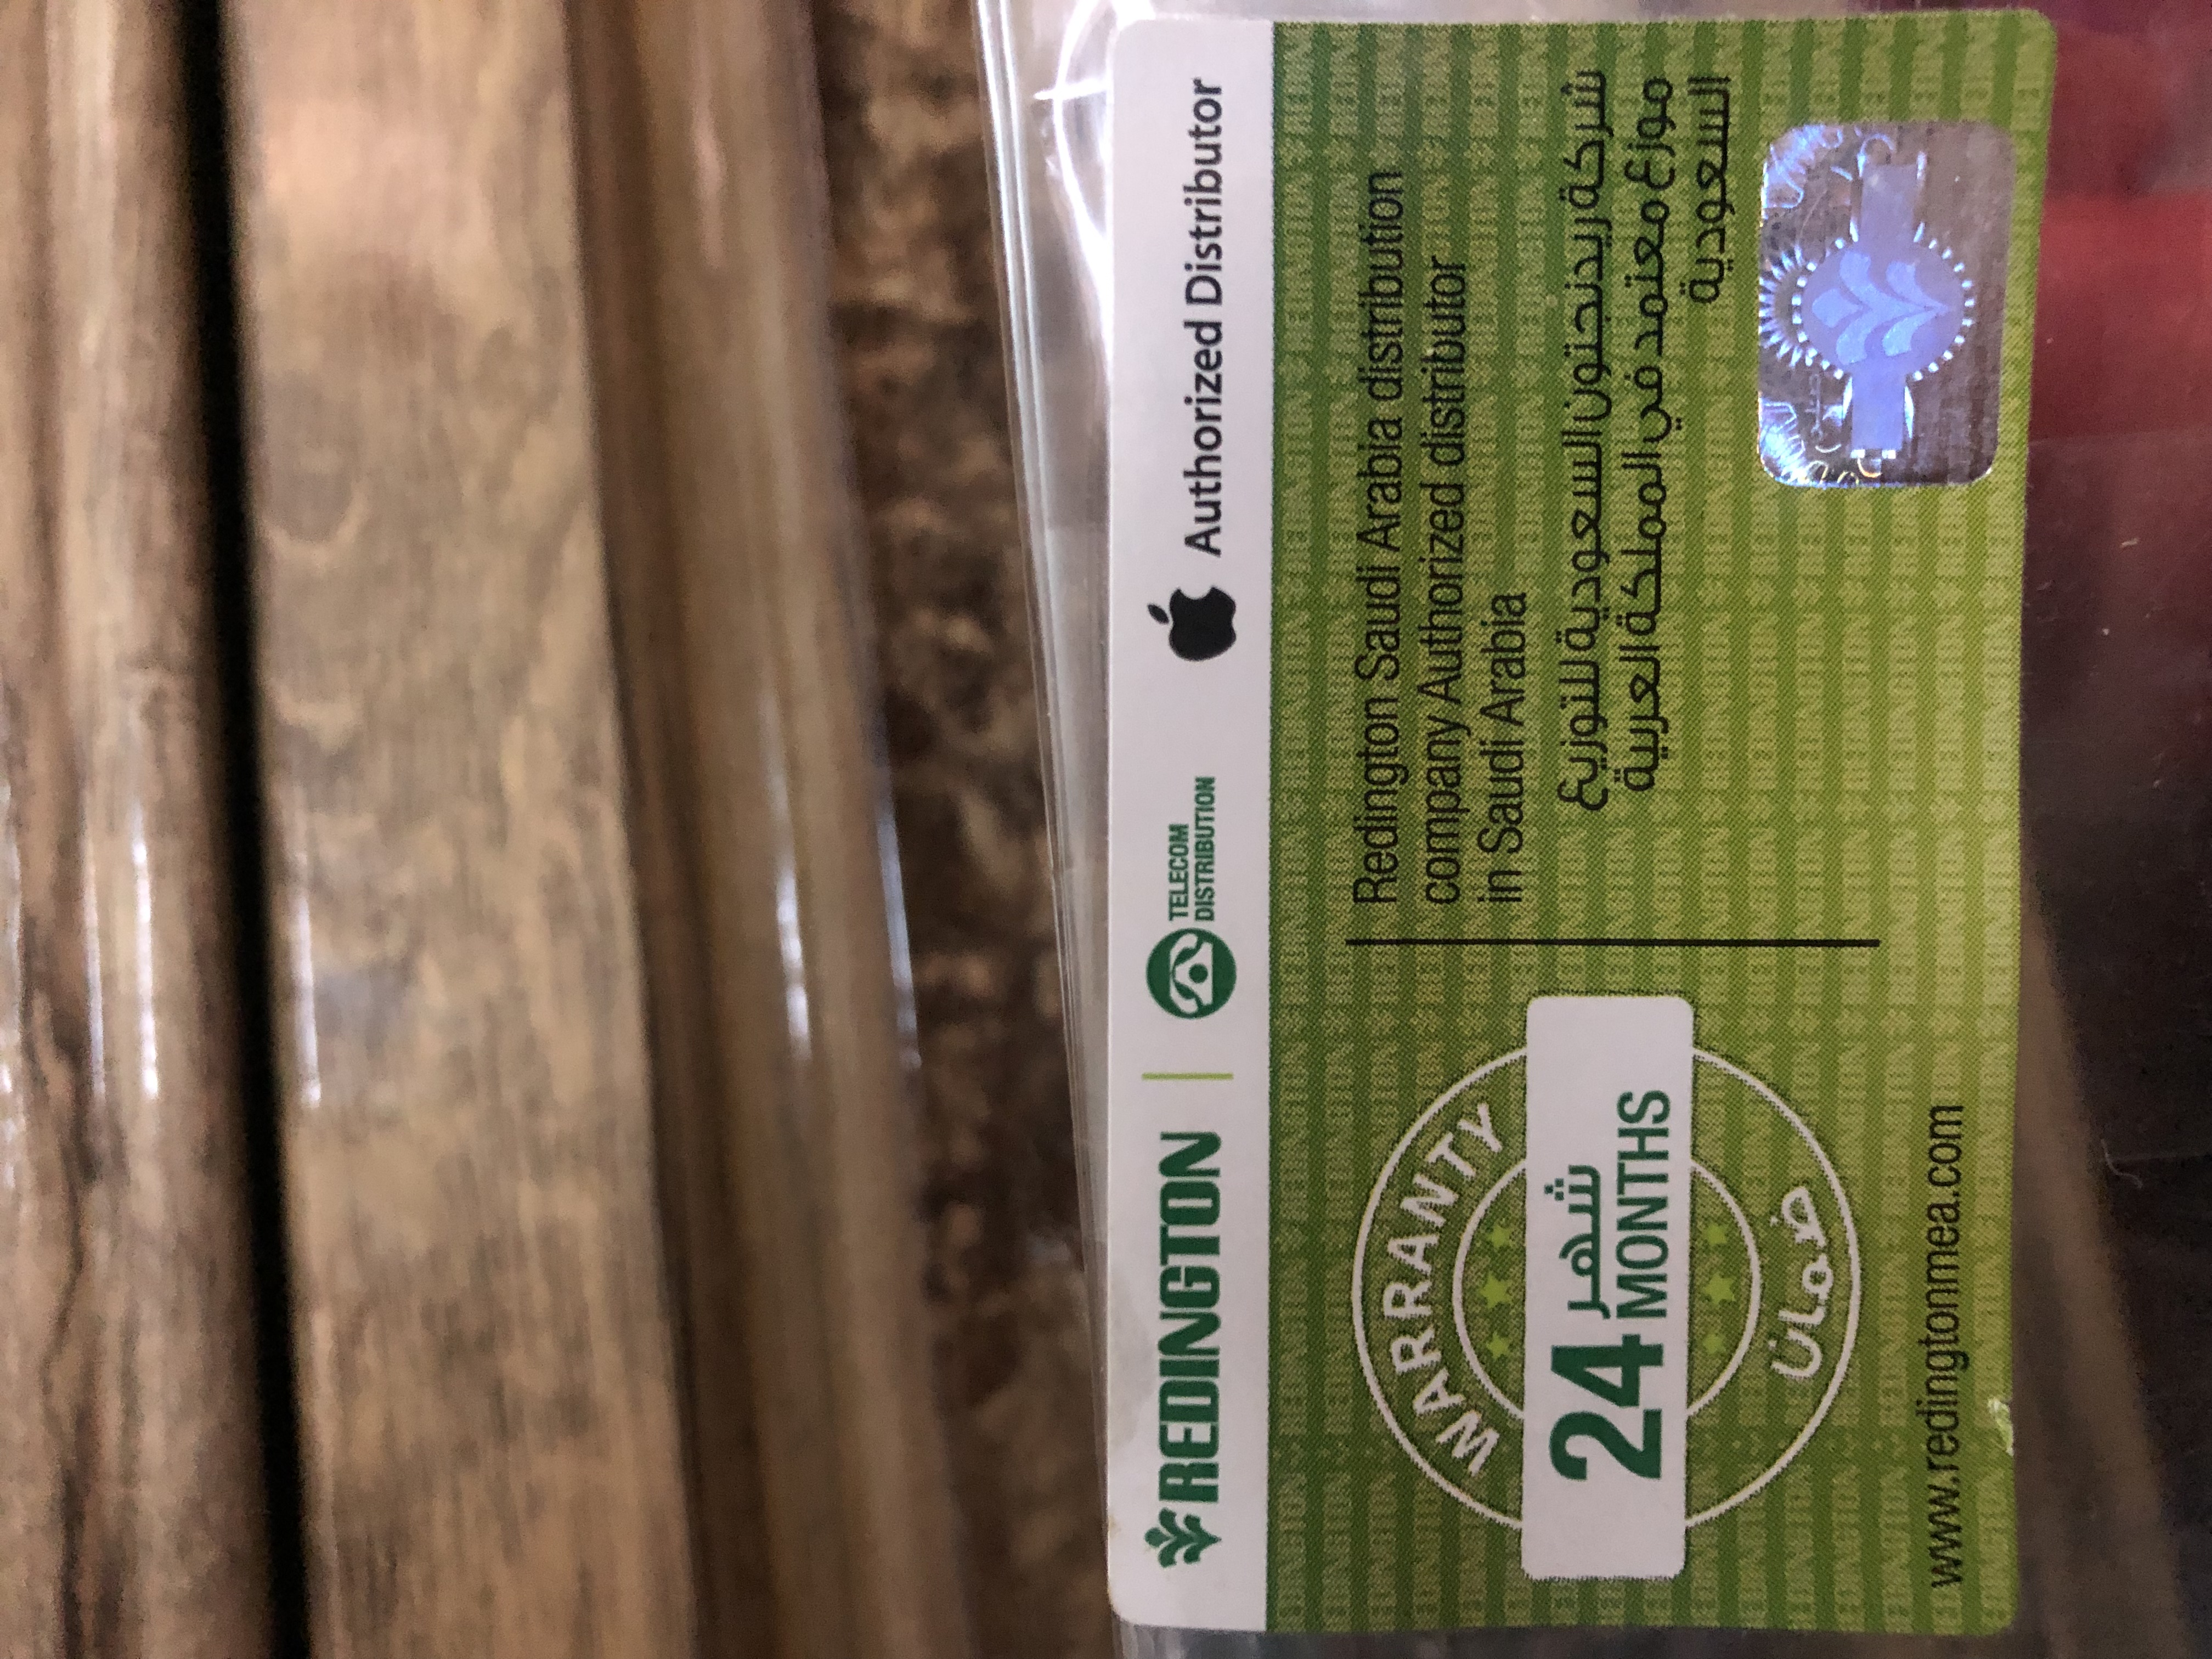 REDINGTON
TELECOM
DISTRIBUTION
Authorized Distributor
WARRANTY
24 شهر
MONTHS
ضمان
Redington Saudi Arabia distribution
company Authorized distributor
in Saudi Arabia
شركة ريدنجتون السعودية للتوزيع
موزع معتمد في المملكة العربية
السعودية
www.redingtonmea.com